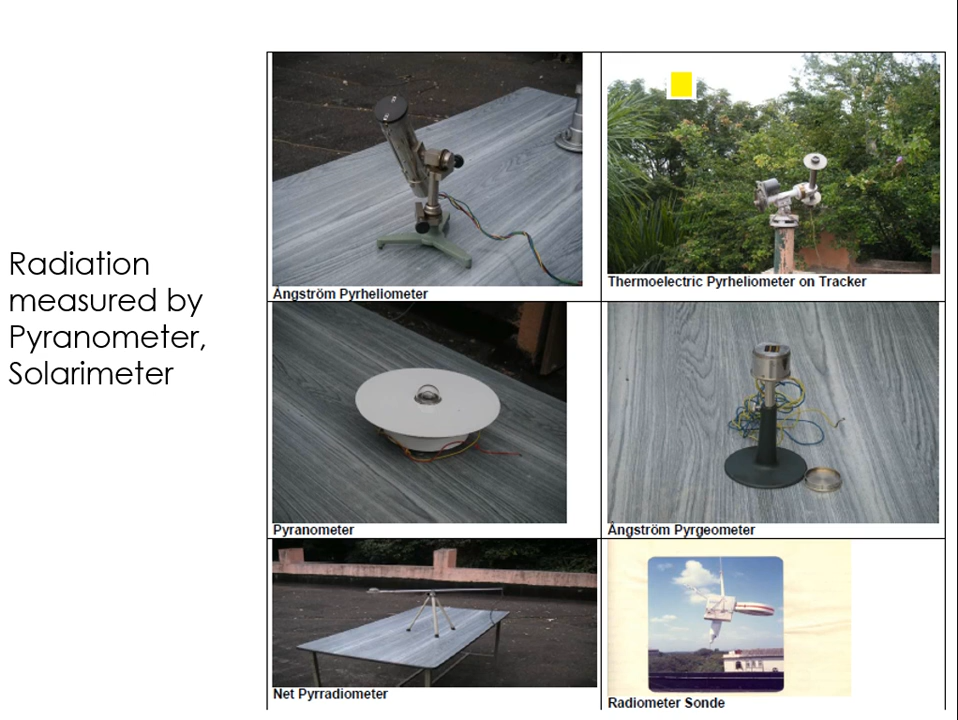 Radiation
measured by
Pyranometer,
Solarimeter
Ångström Pyrheliometer
Thermoelectric Pyrheliometer on Tracker
Pyranometer
Ångström Pyrgeometer
Net Pyrradiometer
Radiometer Sonde